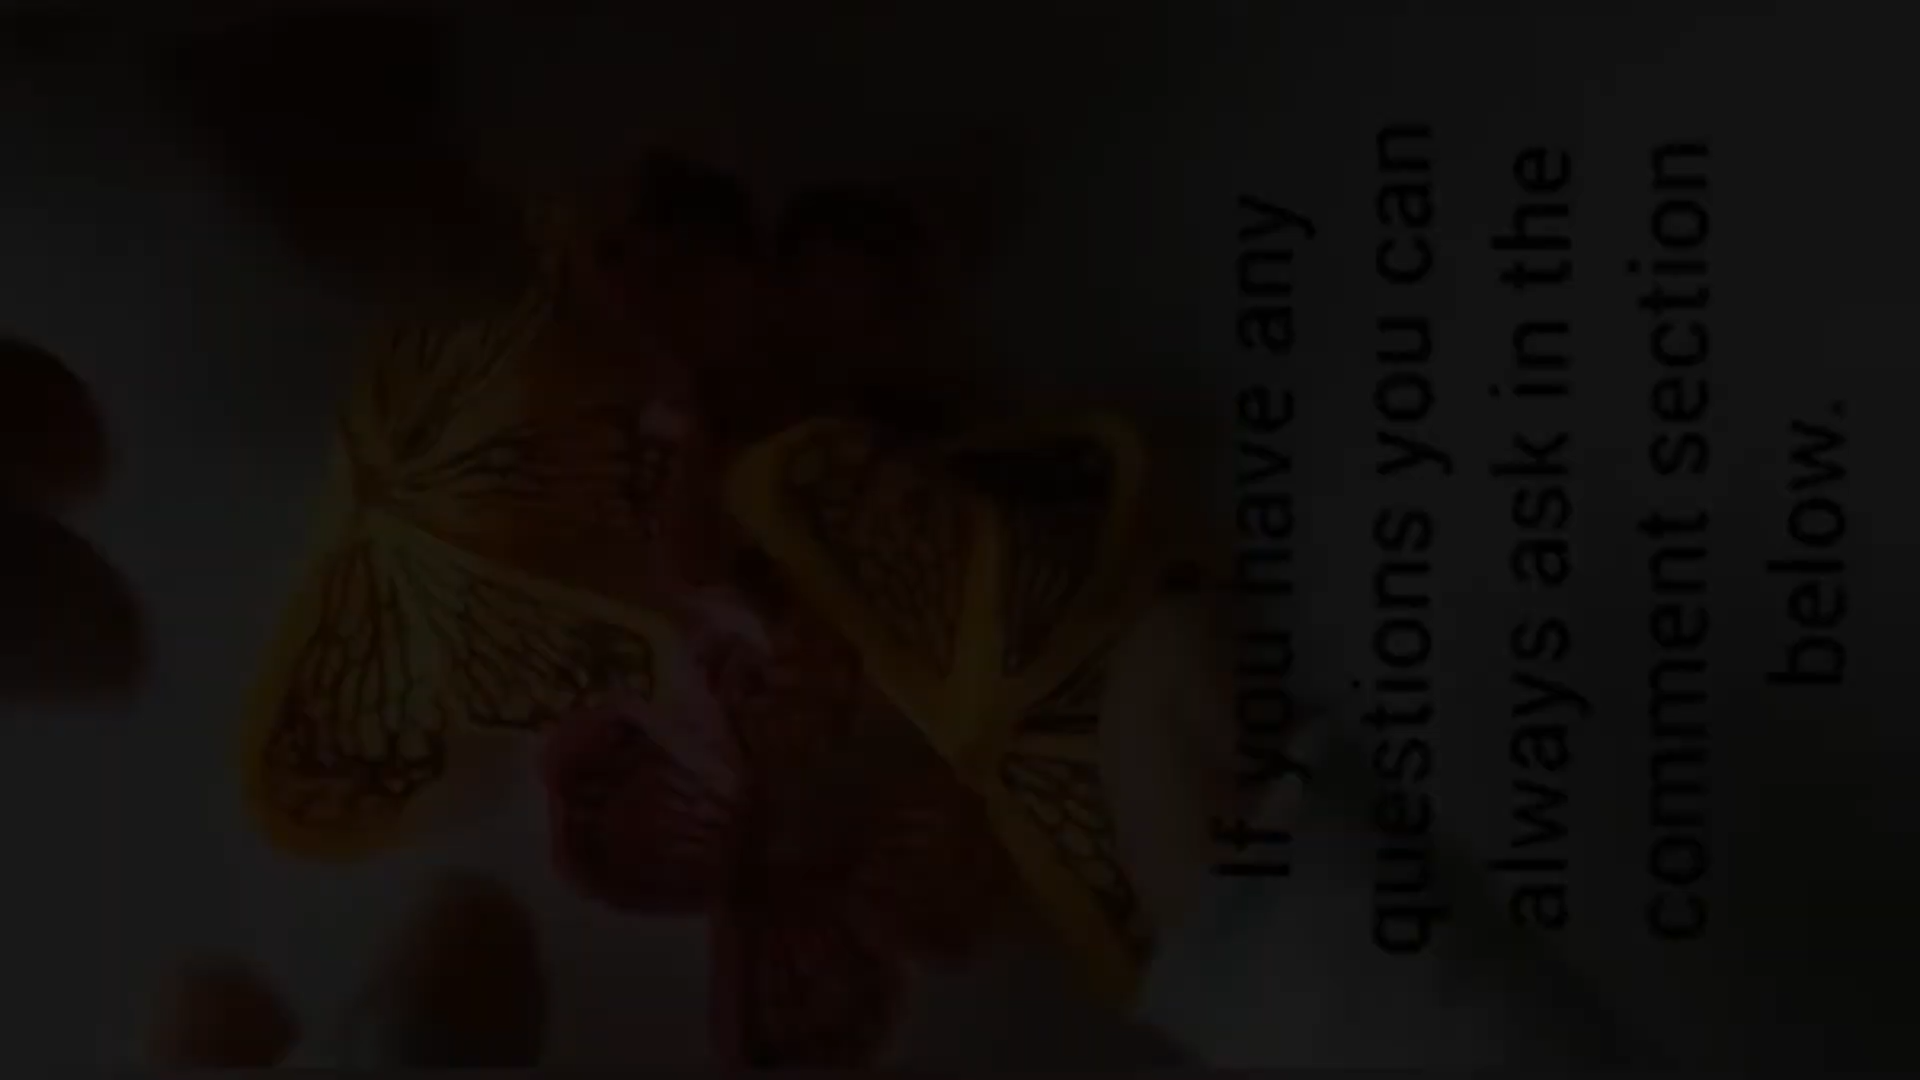 If you have any
questions you can
always ask in the
comment section
below.